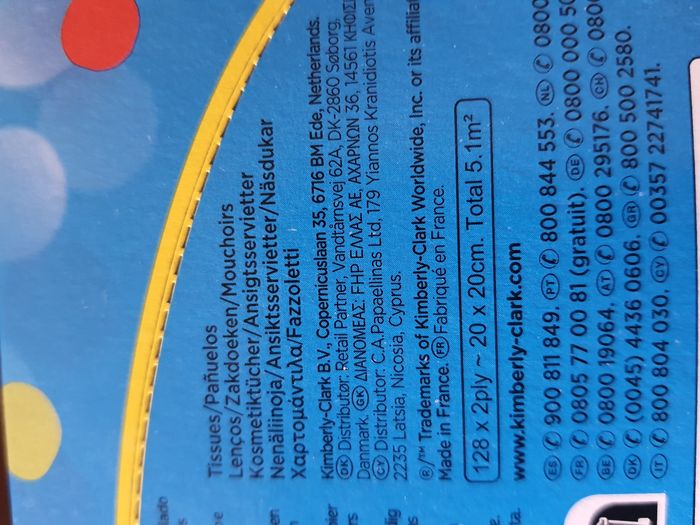 Tissues/Pañuelos
Lenços/Zakdoeken/Mouchoirs
Kosmetiktücher/Ansigtsservietter
Nenäliinoja/Ansiktsservietter/Näsdukar
Χαρτομάντιλα/Fazzoletti
Kimberly-Clark B.V., Copernicuslaan 35, 6716 BM Ede, Netherlands.
DK Distributør: Retail Partner, Vandtårnsvej 62A, DK-2860 Søborg,
Danmark. GR ΔΙΑΝΟΜΕΑΣ: FHP ΕΛΛΑΣ ΑΕ, ΑΧΑΡΝΩΝ 36, 14561
CY Distributor: C.A.Papaellinas Ltd, 179 Yiannos Kranidiotis
2235 Latsia, Nicosia, Cyprus.
®/™ Trademarks of Kimberly-Clark Worldwide, Inc. or its
Made in France. FR Fabriqué en France.
128 x 2ply ~ 20 x 20cm. Total 5.1m²
www.kimberly-clark.com
ES ✆ 900 811 849. PT ✆ 800 844 553. NL ✆ 0800
FR ✆ 0805 77 00 81 (gratuit). DE ✆ 0800 000
BE ✆ 0800 19064. AT ✆ 0800 295176. CH ✆
DK ✆ (0045) 4436 0606. GR ✆ 800 500 2580.
IT ✆ 800 804 030. CY ✆ 00357 22741741.